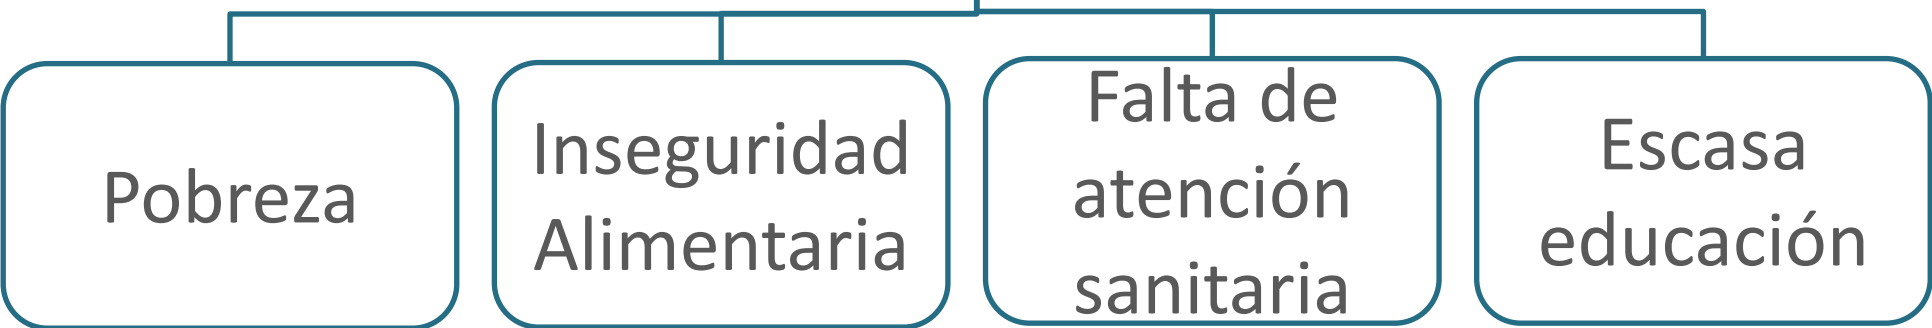 Pobreza
Inseguridad
Alimentaria
Falta de
atención
sanitaria
Escasa
educación